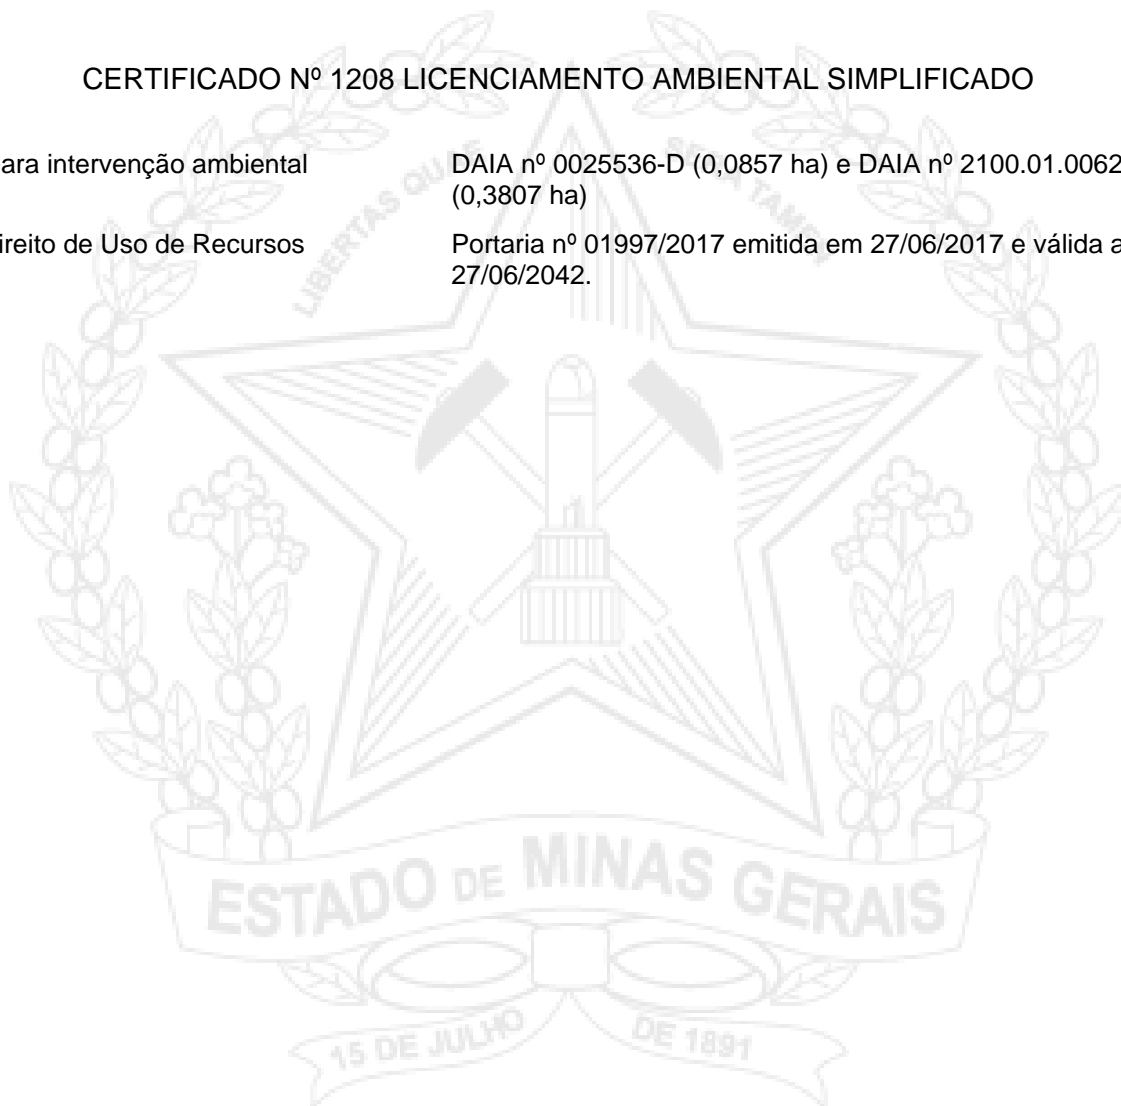 CERTIFICADO Nº 1208 LICENCIAMENTO AMBIENTAL SIMPLIFICADO
ara intervenção ambiental
DAIA nº 0025536-D (0,0857 ha) e DAIA nº 2100.01.0062
(0,3807 ha)
ireito de Uso de Recursos
Portaria nº 01997/2017 emitida em 27/06/2017 e válida a
27/06/2042.
LIBERTAS QUAE SERA TAMEN
ESTADO DE MINAS GERAIS
15 DE JULHO DE 1891